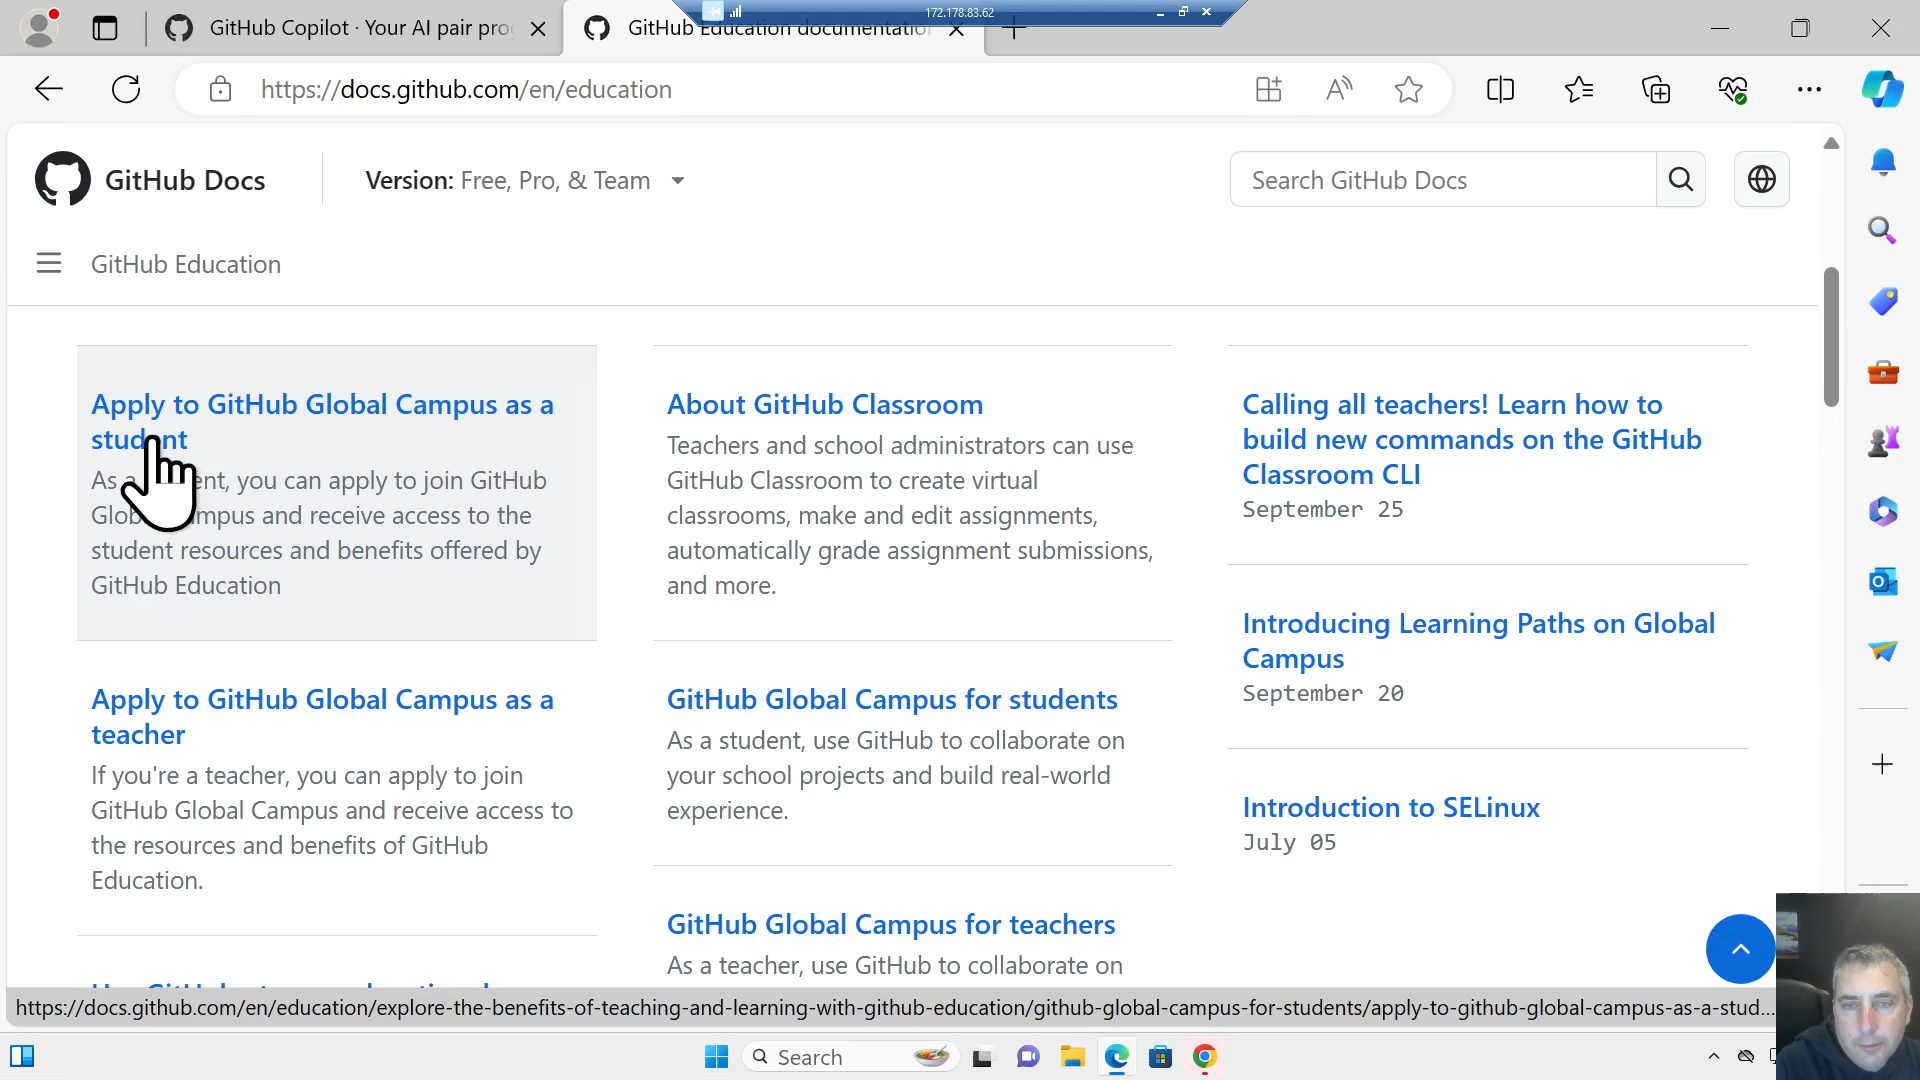 GitHub Copilot · Your AI pair pro
GitHub Education documentation
172.178.83.62
https://docs.github.com/en/education
GitHub Docs
Version: Free, Pro, & Team
Search GitHub Docs
GitHub Education
Apply to GitHub Global Campus as a
student
As a student, you can apply to join GitHub
Global Campus and receive access to the
student resources and benefits offered by
GitHub Education
Apply to GitHub Global Campus as a
teacher
If you're a teacher, you can apply to join
GitHub Global Campus and receive access to
the resources and benefits of GitHub
Education.
About GitHub Classroom
Teachers and school administrators can use
GitHub Classroom to create virtual
classrooms, make and edit assignments,
automatically grade assignment submissions,
and more.
GitHub Global Campus for students
As a student, use GitHub to collaborate on
your school projects and build real-world
experience.
GitHub Global Campus for teachers
As a teacher, use GitHub to collaborate on
Calling all teachers! Learn how to
build new commands on the GitHub
Classroom CLI
September 25
Introducing Learning Paths on Global
Campus
September 20
Introduction to SELinux
July 05
https://docs.github.com/en/education/explore-the-benefits-of-teaching-and-learning-with-github-education/github-global-campus-for-students/apply-to-github-global-campus-as-a-stud...
Search